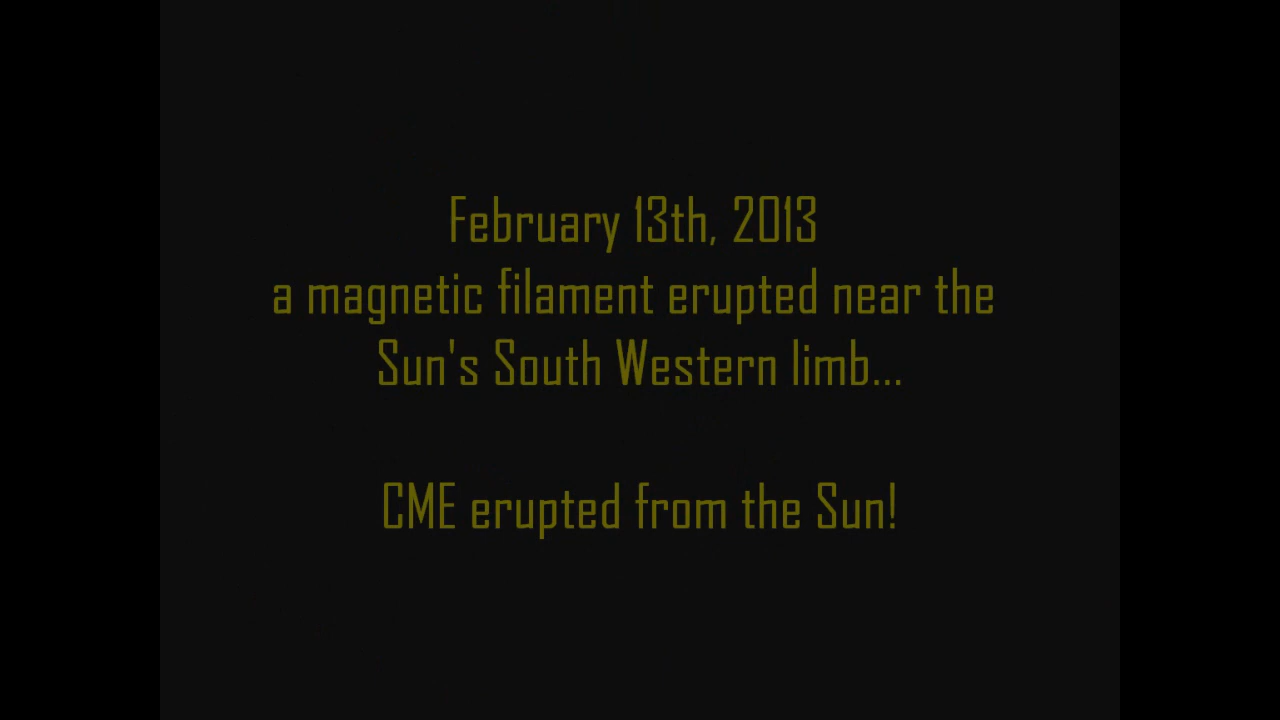 February 13th, 2013
a magnetic filament erupted near the
Sun's South Western limb...
CME erupted from the Sun!